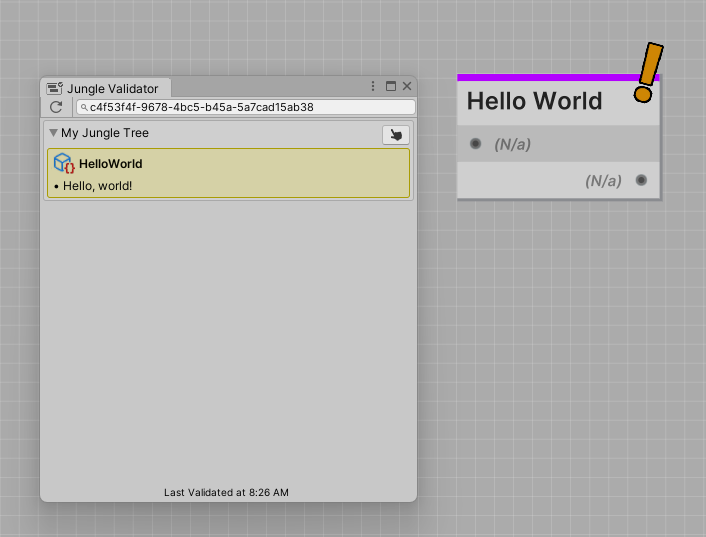 Jungle Validator
c4f53f4f-9678-4bc5-b45a-5a7cad15ab38
My Jungle Tree
HelloWorld
• Hello, world!
Last Validated at 8:26 AM
Hello World
(N/a)
(N/a)